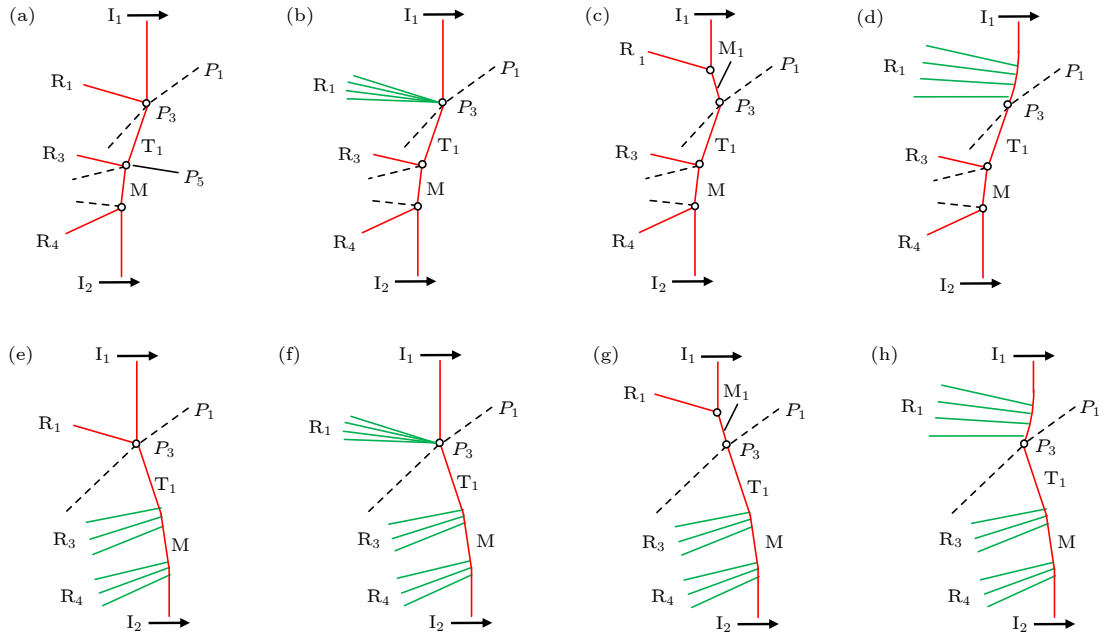 (a)
I1
R1
P1
P3
T1
R3
P5
M
R4
I2
(b)
I1
R1
P1
P3
T1
R3
M
R4
I2
(c)
I1
R 1
M1
P1
P3
T1
R3
M
R4
I2
(d)
I1
R1
P1
P3
T1
R3
M
R4
I2
(e)
I1
R1
P1
P3
T1
R3
M
R4
I2
(f)
I1
R1
P1
P3
T1
R3
M
R4
I2
(g)
I1
R1
M1
P1
P3
T1
R3
M
R4
I2
(h)
I1
R1
P1
P3
T1
R3
M
R4
I2